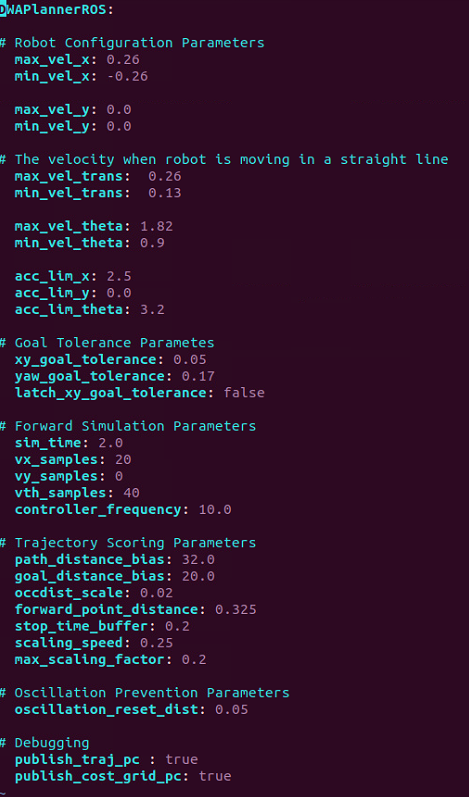 DWAPlannerROS:
# Robot Configuration Parameters
max_vel_x: 0.26
min_vel_x: -0.26
max_vel_y: 0.0
min_vel_y: 0.0
# The velocity when robot is moving in a straight line
max_vel_trans:  0.26
min_vel_trans:  0.13
max_vel_theta: 1.82
min_vel_theta: 0.9
acc_lim_x: 2.5
acc_lim_y: 0.0
acc_lim_theta: 3.2
# Goal Tolerance Parametes
xy_goal_tolerance: 0.05
yaw_goal_tolerance: 0.17
latch_xy_goal_tolerance: false
# Forward Simulation Parameters
sim_time: 2.0
vx_samples: 20
vy_samples: 0
vth_samples: 40
controller_frequency: 10.0
# Trajectory Scoring Parameters
path_distance_bias: 32.0
goal_distance_bias: 20.0
occdist_scale: 0.02
forward_point_distance: 0.325
stop_time_buffer: 0.2
scaling_speed: 0.25
max_scaling_factor: 0.2
# Oscillation Prevention Parameters
oscillation_reset_dist: 0.05
# Debugging
publish_traj_pc : true
publish_cost_grid_pc: true
~